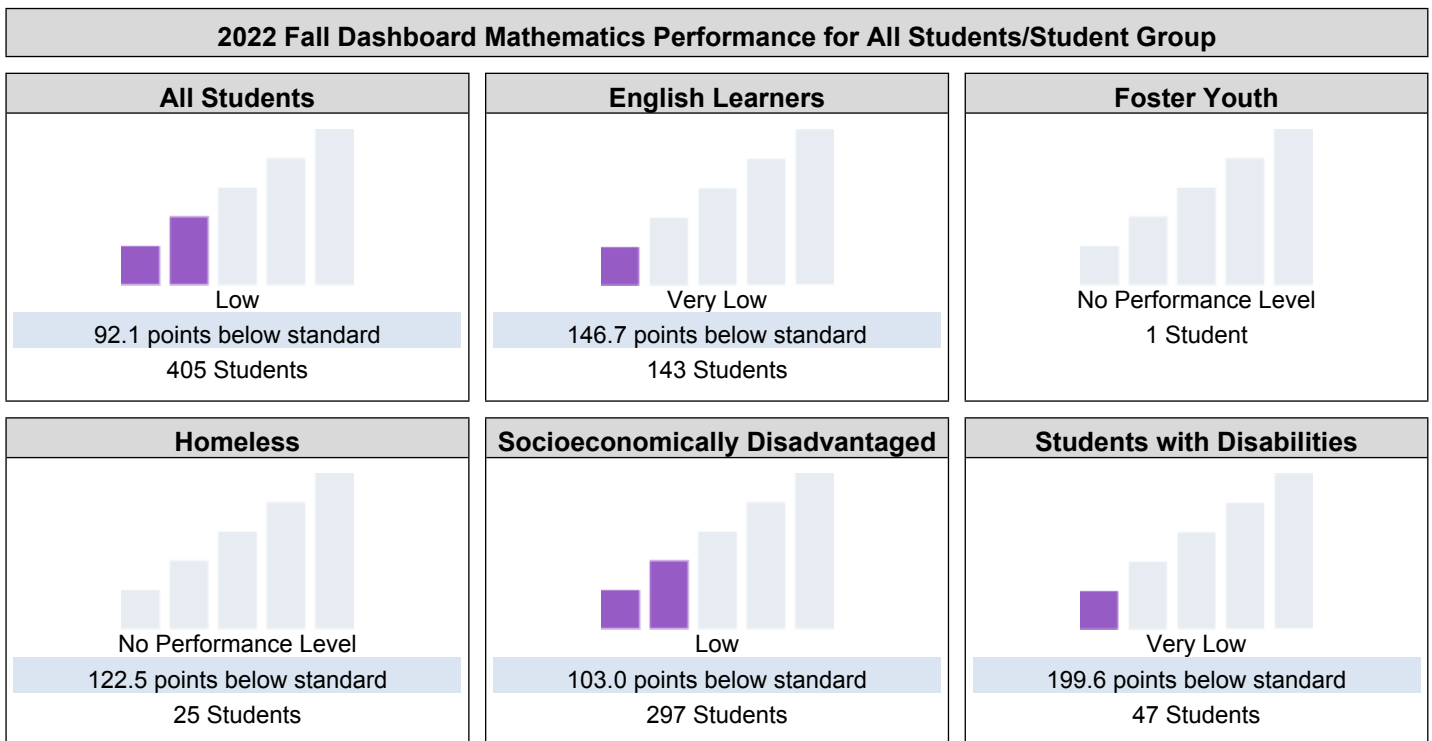 2022 Fall Dashboard Mathematics Performance for All Students/Student Group
All Students
Low
92.1 points below standard
405 Students
English Learners
Very Low
146.7 points below standard
143 Students
Foster Youth
No Performance Level
1 Student
Homeless
No Performance Level
122.5 points below standard
25 Students
Socioeconomically Disadvantaged
Low
103.0 points below standard
297 Students
Students with Disabilities
Very Low
199.6 points below standard
47 Students